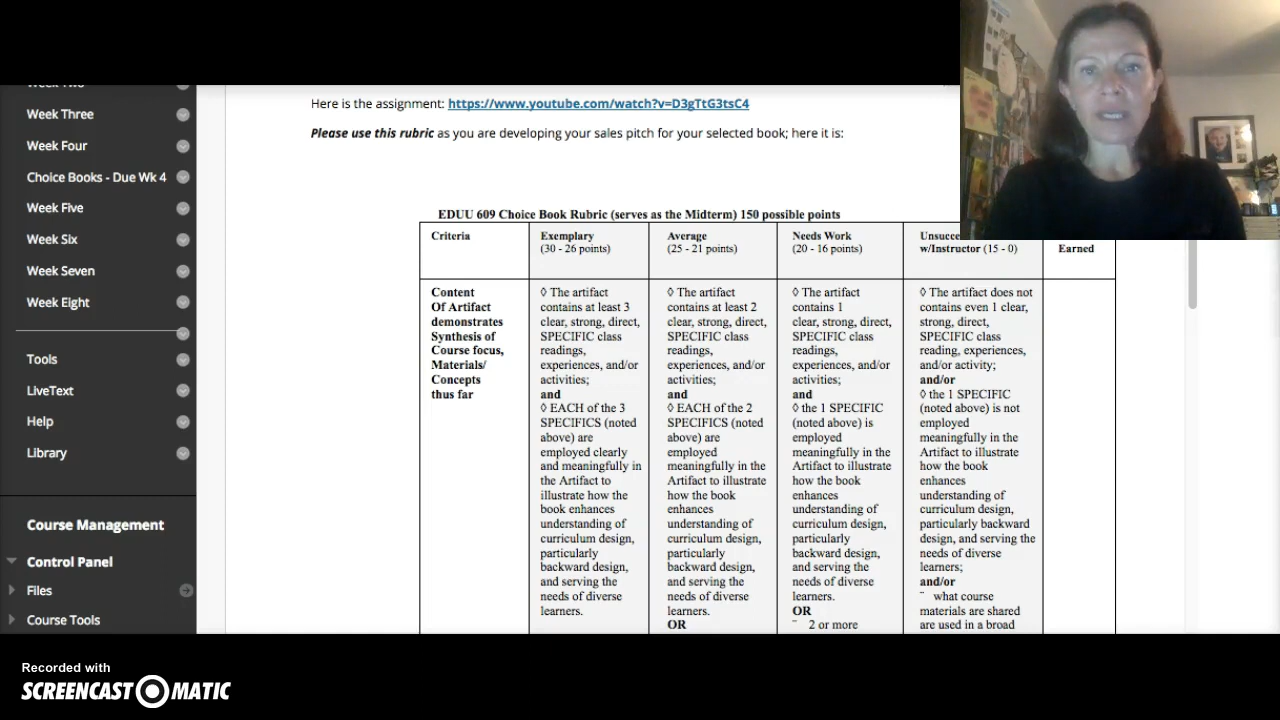 Week Two
Week Three
Week Four
Choice Books - Due Wk 4
Week Five
Week Six
Week Seven
Week Eight
Tools
LiveText
Help
Library
Course Management
Control Panel
Files
Course Tools
Here is the assignment: https://www.youtube.com/watch?v=D3gTtG3tsC4
Please use this rubric as you are developing your sales pitch for your selected book; here it is:
EDUU 609 Choice Book Rubric (serves as the Midterm) 150 possible points
Criteria
Exemplary
(30 - 26 points)
Average
(25 - 21 points)
Needs Work
(20 - 16 points)
w/Instructor (15 - 0)
Earned
Content
Of Artifact
demonstrates
Synthesis of
Course focus,
Materials/
Concepts
thus far
◊ The artifact
contains at least 3
clear, strong, direct,
SPECIFIC class
readings,
experiences, and/or
activities;
and
◊ EACH of the 3
SPECIFICS (noted
above) are
employed clearly
and meaningfully in
the Artifact to
illustrate how the
book enhances
understanding of
curriculum design,
particularly
backward design,
and serving the
needs of diverse
learners.
◊ The artifact
contains at least 2
clear, strong, direct,
SPECIFIC class
readings,
experiences, and/or
activities;
and
◊ EACH of the 2
SPECIFICS (noted
above) are
employed
meaningfully in the
Artifact to illustrate
how the book
enhances
understanding of
curriculum design,
particularly
backward design,
and serving the
needs of diverse
learners.
OR
◊ The artifact
contains 1
clear, strong, direct,
SPECIFIC class
readings,
experiences, and/or
activities;
and
◊ the 1 SPECIFIC
(noted above) is
employed
meaningfully in the
Artifact to illustrate
how the book
enhances
understanding of
curriculum design,
particularly
backward design,
and serving the
needs of diverse
learners.
OR
¨ 2 or more
◊ The artifact does not
contains even 1 clear,
strong, direct,
SPECIFIC class
reading, experiences,
and/or activity;
and/or
◊ the 1 SPECIFIC
(noted above) is not
employed
meaningfully in the
Artifact to illustrate
how the book
enhances
understanding of
curriculum design,
particularly backward
design, and serving the
needs of diverse
learners;
and/or
¨ what course
materials are shared
are used in a broad
Recorded with
SCREENCAST O MATIC